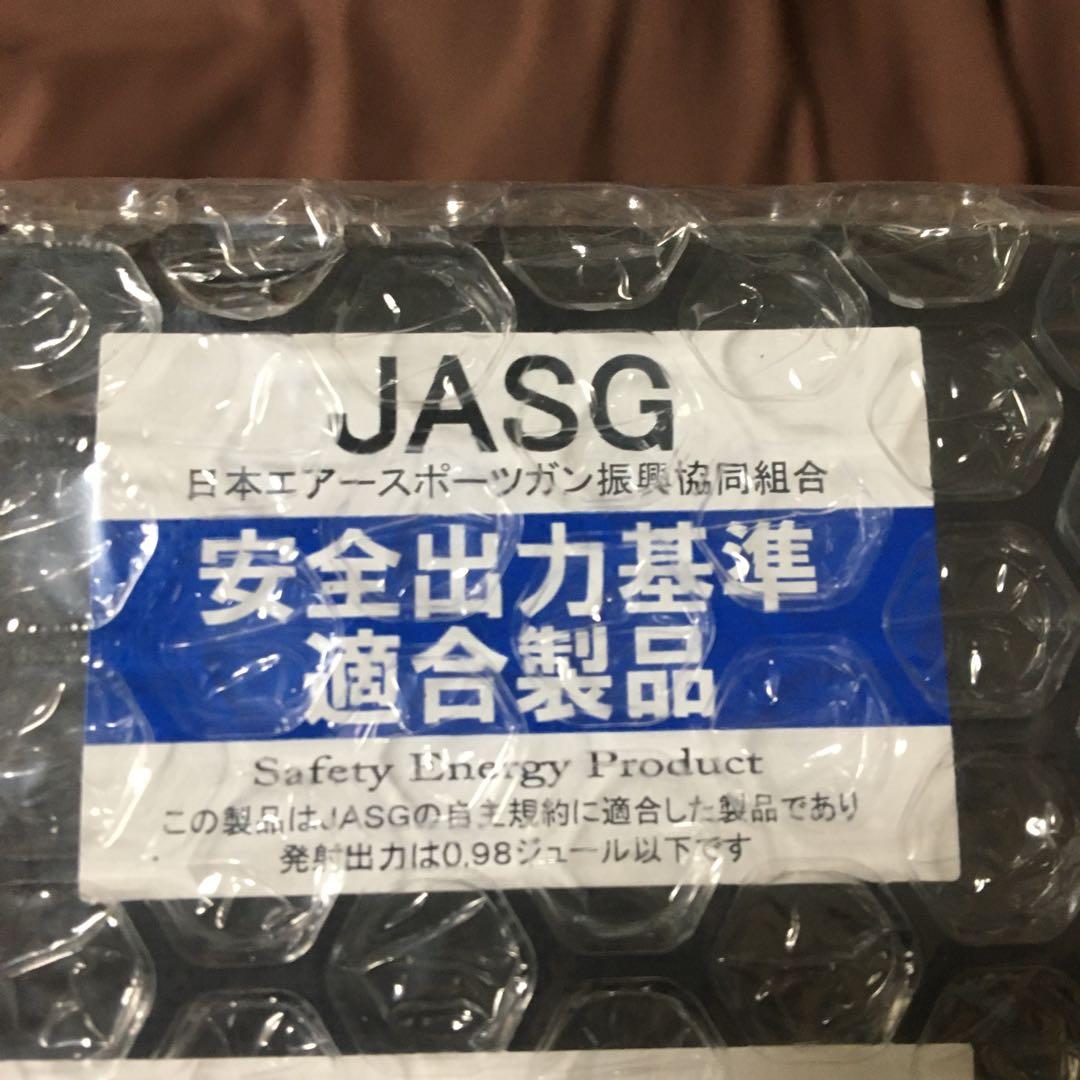 JASG
日本エアースポーツガン振興協同組合
安全出力基準
適合製品
Safety Energy Product
この製品はJASGの自主規約に適合した製品であり
発射出力は0.98ジュール以下です